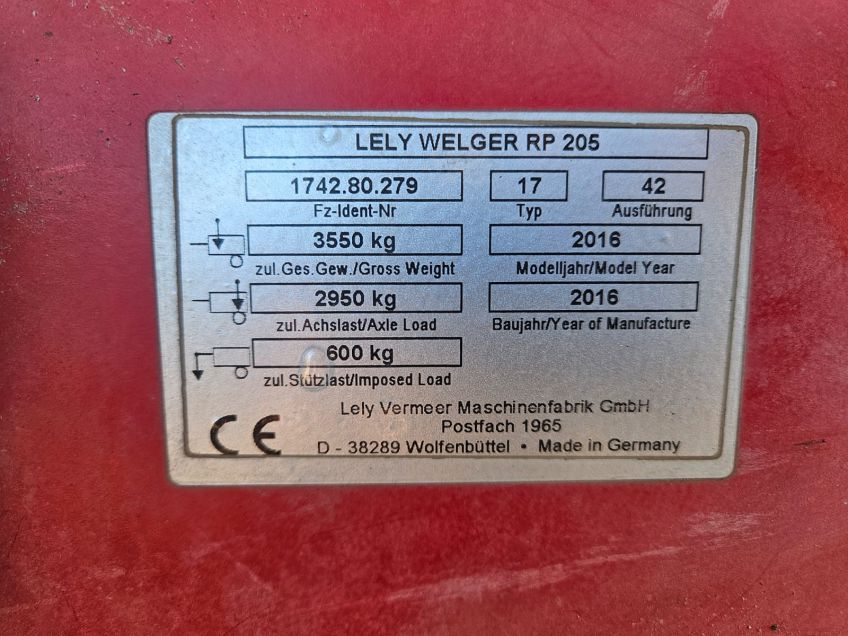 LELY WELGER RP 205
1742.80.279 17 42
Fz-Ident-Nr Typ Ausführung
3550 kg 2016
zul.Ges.Gew./Gross Weight Modelljahr/Model Year
2950 kg 2016
zul.Achslast/Axle Load Baujahr/Year of Manufacture
600 kg
zul.Stützlast/Imposed Load
Lely Vermeer Maschinenfabrik GmbH
Postfach 1965
CE D - 38289 Wolfenbüttel • Made in Germany